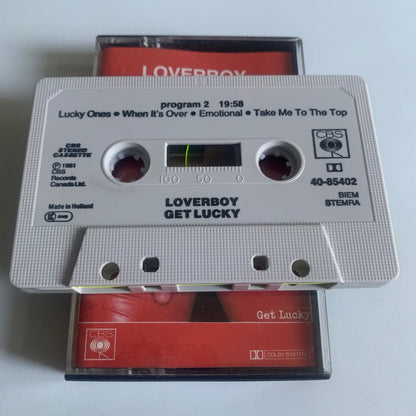 LOVERBOY
program 2 19:58
Lucky Ones • When It's Over • Emotional • Take Me To The Top
CBS
STEREO
CASSETTE
℗ 1981
CBS
Records
Canada Ltd.
CBS
40-85402
BIEM
STEMRA
100 50 0
Made in Holland
LOVERBOY
GET LUCKY
Get Lucky
CBS
DOLBY SYSTEM